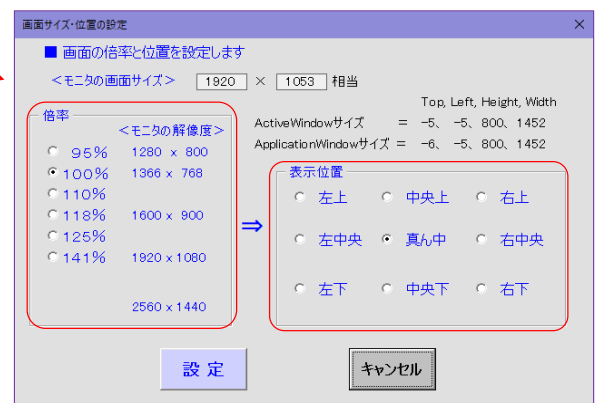 画面サイズ・位置の設定
■ 画面の倍率と位置を設定します
＜モニタの画面サイズ＞ 1920 × 1053 相当
Top, Left, Height, Width
ActiveWindowサイズ ＝ -5、 -5、 800、 1452
ApplicationWindowサイズ ＝ -6、 -5、 800、 1452
倍率
＜モニタの解像度＞
95% 1280 x 800
100% 1366 x 768
110%
118% 1600 x 900
125%
141% 1920 x 1080
2560 x 1440
⇒
表示位置
左上 中央上 右上
左中央 真ん中 右中央
左下 中央下 右下
設 定
キャンセル